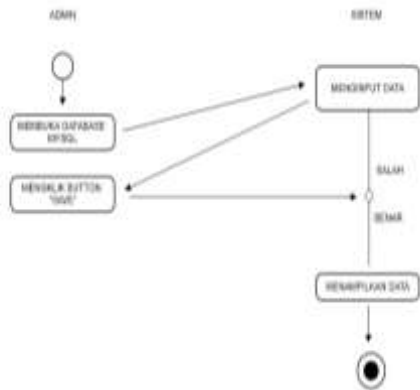 ADMIN
SISTEM
MENGINPUT DATA
MEMBUKA DATABASE
MYSQL
MENGKLIK BUTTON
"SAVE"
SALAH
BENAR
MENAMPILKAN DATA